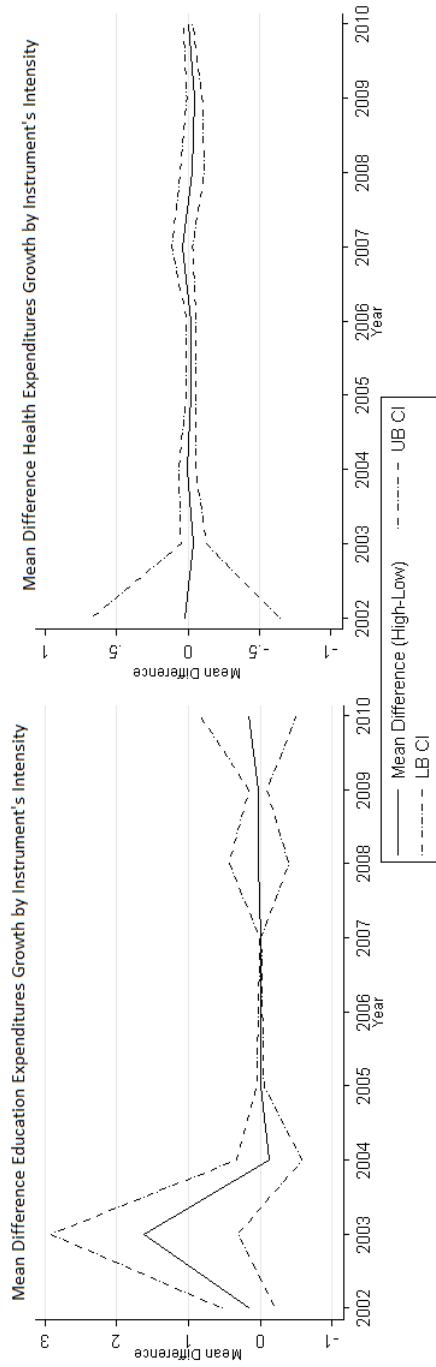 Mean Difference Education Expenditures Growth by Instrument's Intensity
Mean Difference
3
2
1
0
-1
2002 2003 2004 2005 2006 2007 2008 2009 2010
Year
Mean Difference Health Expenditures Growth by Instrument's Intensity
Mean Difference
1
.5
0
-.5
-1
2002 2003 2004 2005 2006 2007 2008 2009 2010
Year
Mean Difference (High-Low)
LB CI
UB CI